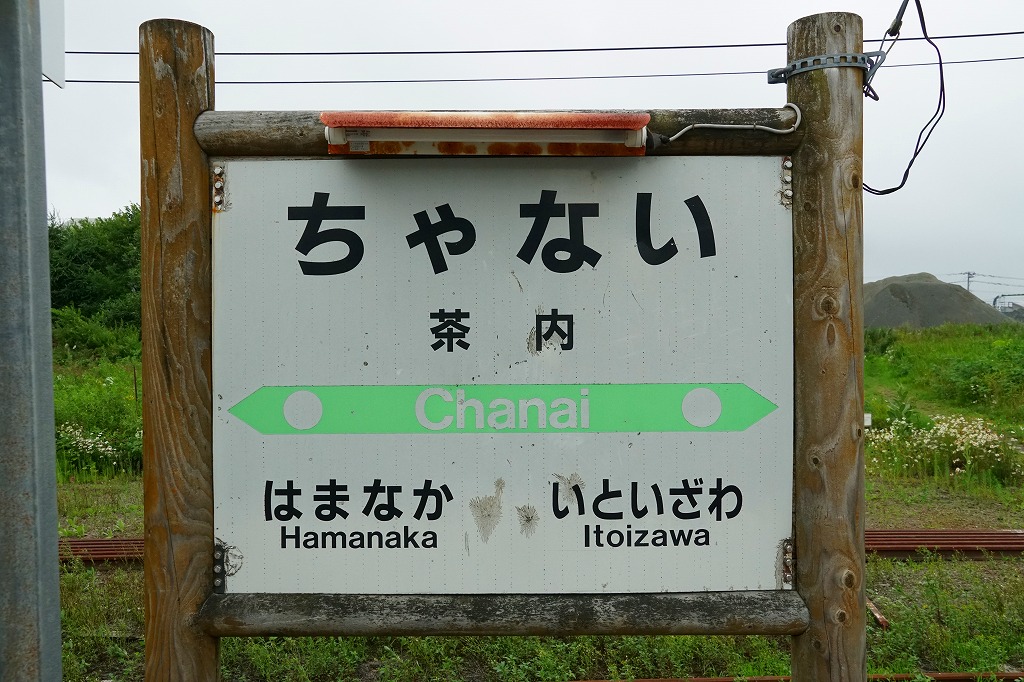 ちゃない
茶内
Chanai
はまなか いといざわ
Hamanaka Itoizawa